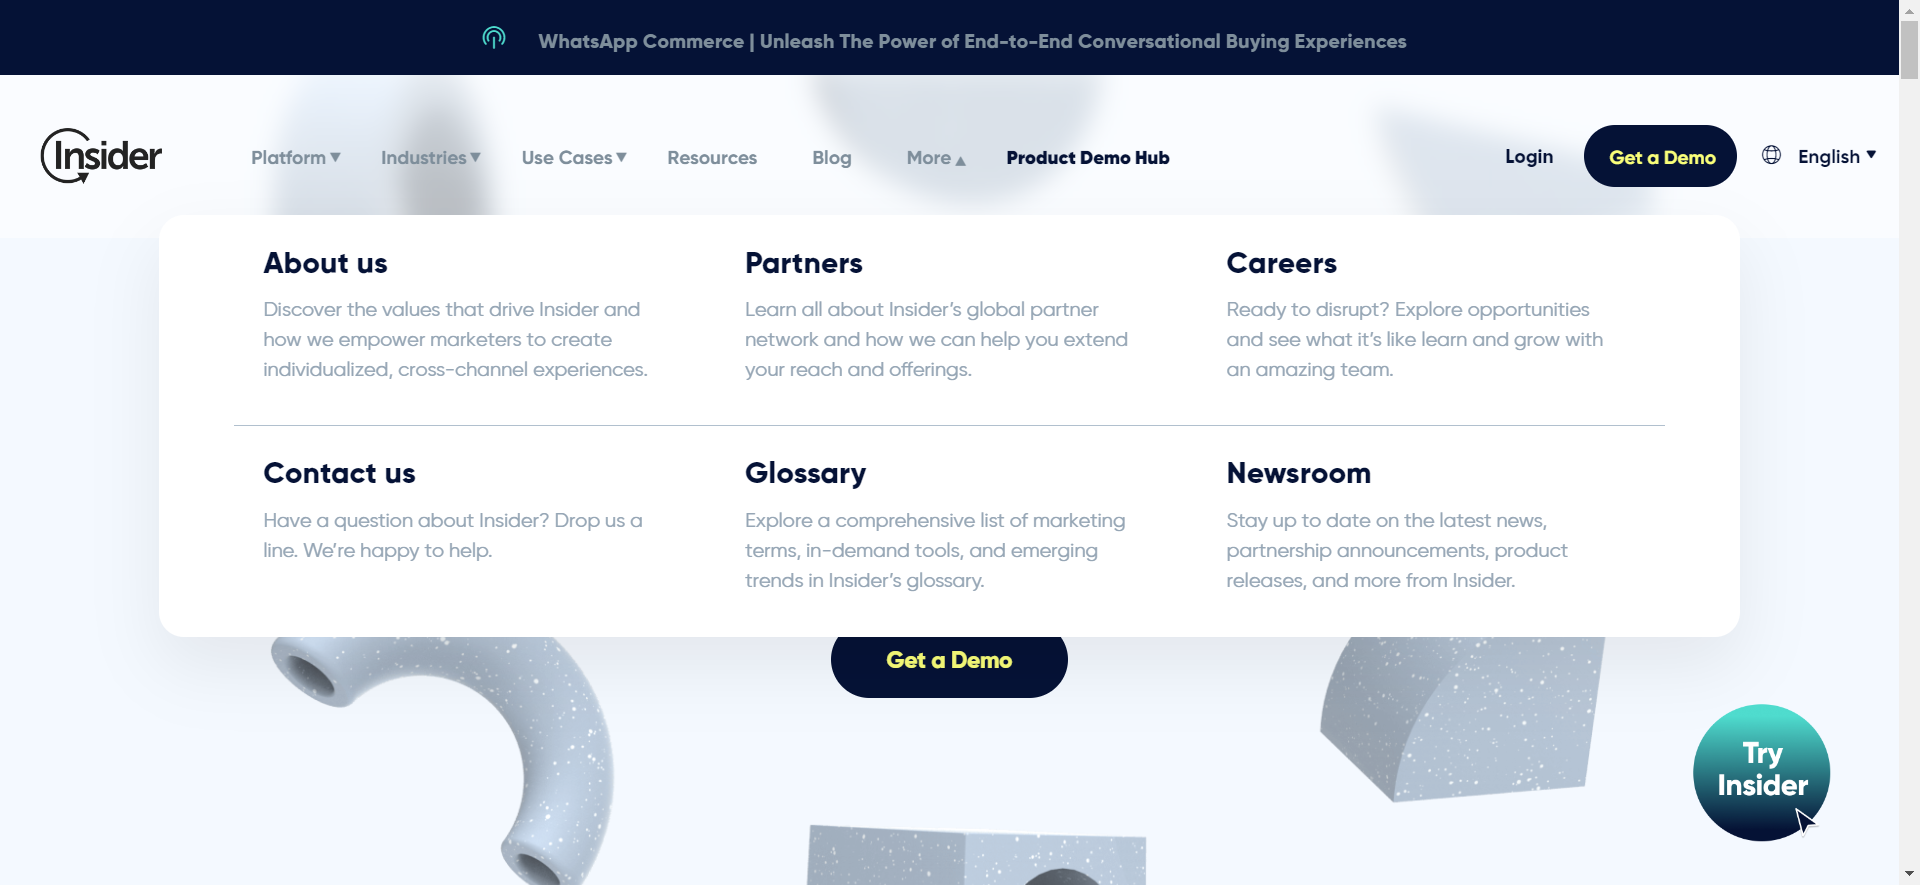 WhatsApp Commerce | Unleash The Power of End-to-End Conversational Buying Experiences
Insider
Platform
Industries
Use Cases
Resources
Blog
More
Product Demo Hub
Login
Get a Demo
English
About us
Discover the values that drive Insider and
how we empower marketers to create
individualized, cross-channel experiences.
Partners
Learn all about Insider’s global partner
network and how we can help you extend
your reach and offerings.
Careers
Ready to disrupt? Explore opportunities
and see what it’s like learn and grow with
an amazing team.
Contact us
Have a question about Insider? Drop us a
line. We’re happy to help.
Glossary
Explore a comprehensive list of marketing
terms, in-demand tools, and emerging
trends in Insider’s glossary.
Newsroom
Stay up to date on the latest news,
partnership announcements, product
releases, and more from Insider.
Get a Demo
Try
Insider